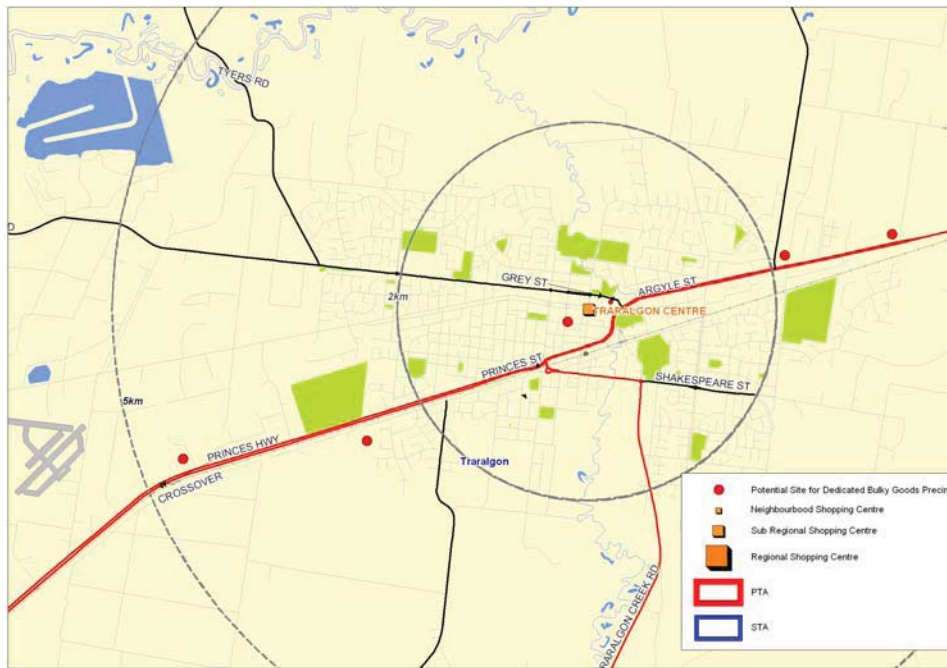 TYERS RD
D
GREY ST
2km
ARGYLE ST
TRARALGON CENTRE
PRINCES ST
SHAKESPEARE ST
5km
PRINCES HWY
CROSSOVER
Traralgon
RARALGON CREEK RD
Potential Site for Dedicated Bulky Goods Precin
Neighbourhood Shopping Centre
Sub Regional Shopping Centre
Regional Shopping Centre
PTA
STA